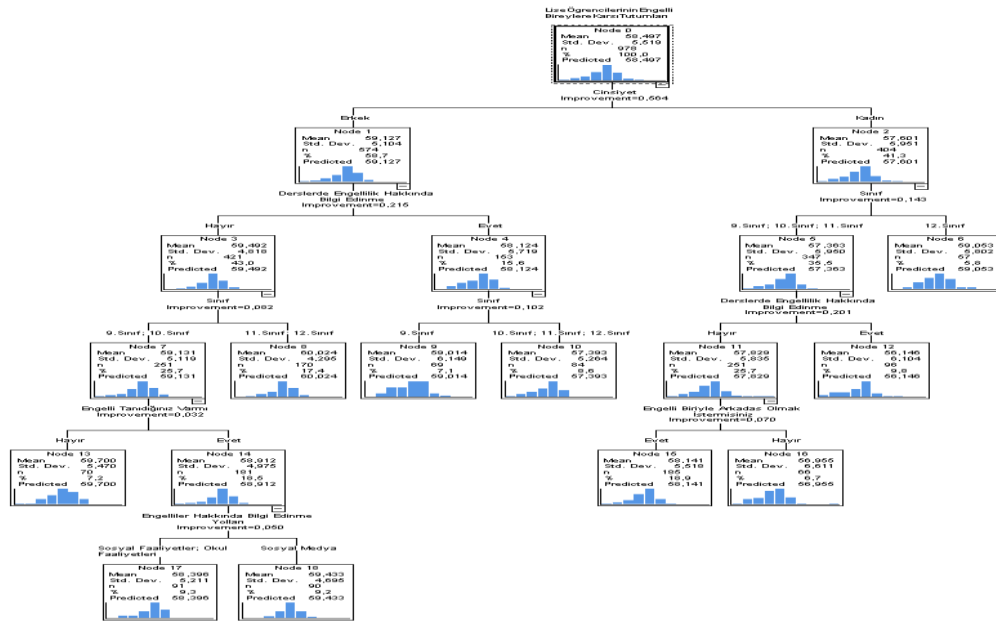 Lise Öğrencilerinin Engelli
Bireylere Karsı Tutumları
Node 0
Mean 58,497
Std. Dev. 5,519
n 978
% 100,0
Predicted 58,497
Cinsiyet
Improvement=0,564
Erkek
Kadın
Node 1
Mean 59,127
Std. Dev. 5,104
n 574
% 58,7
Predicted 59,127
Node 2
Mean 57,601
Std. Dev. 5,951
n 404
% 41,3
Predicted 57,601
Derslerde Engellilik Hakkında
Bilgi Edinme
Improvement=0,215
Sınıf
Improvement=0,143
Hayır
Evet
9.Sınıf; 10.Sınıf; 11.Sınıf
12.Sınıf
Node 3
Mean 59,492
Std. Dev. 4,818
n 421
% 43,0
Predicted 59,492
Node 4
Mean 58,124
Std. Dev. 5,719
n 153
% 15,6
Predicted 58,124
Node 5
Mean 57,363
Std. Dev. 5,950
n 347
% 35,5
Predicted 57,363
Node 6
Mean 59,053
Std. Dev. 5,802
n 57
% 5,8
Predicted 59,053
Sınıf
Improvement=0,082
Sınıf
Improvement=0,102
Derslerde Engellilik Hakkında
Bilgi Edinme
Improvement=0,201
9.Sınıf; 10.Sınıf
11.Sınıf; 12.Sınıf
9.Sınıf
10.Sınıf; 11.Sınıf; 12.Sınıf
Hayır
Evet
Node 7
Mean 59,131
Std. Dev. 5,119
n 251
% 25,7
Predicted 59,131
Node 8
Mean 60,024
Std. Dev. 4,295
n 170
% 17,4
Predicted 60,024
Node 9
Mean 59,014
Std. Dev. 6,149
n 69
% 7,1
Predicted 59,014
Node 10
Mean 57,393
Std. Dev. 5,264
n 84
% 8,6
Predicted 57,393
Node 11
Mean 57,829
Std. Dev. 5,835
n 251
% 25,7
Predicted 57,829
Node 12
Mean 56,146
Std. Dev. 6,104
n 96
% 9,8
Predicted 56,146
Engelli Tanıdığınız Varmı
Improvement=0,032
Engelli Biriyle Arkadas Olmak
İstermisiniz
Improvement=0,070
Hayır
Evet
Evet
Hayır
Node 13
Mean 59,700
Std. Dev. 5,470
n 70
% 7,2
Predicted 59,700
Node 14
Mean 58,912
Std. Dev. 4,975
n 181
% 18,5
Predicted 58,912
Node 15
Mean 58,141
Std. Dev. 5,518
n 185
% 18,9
Predicted 58,141
Node 16
Mean 56,955
Std. Dev. 6,611
n 66
% 6,7
Predicted 56,955
Engelliler Hakkında Bilgi Edinme
Yolları
Improvement=0,050
Sosyal Faaliyetler; Okul
Faaliyetleri
Sosyal Medya
Node 17
Mean 58,396
Std. Dev. 5,211
n 91
% 9,3
Predicted 58,396
Node 18
Mean 59,433
Std. Dev. 4,695
n 90
% 9,2
Predicted 59,433